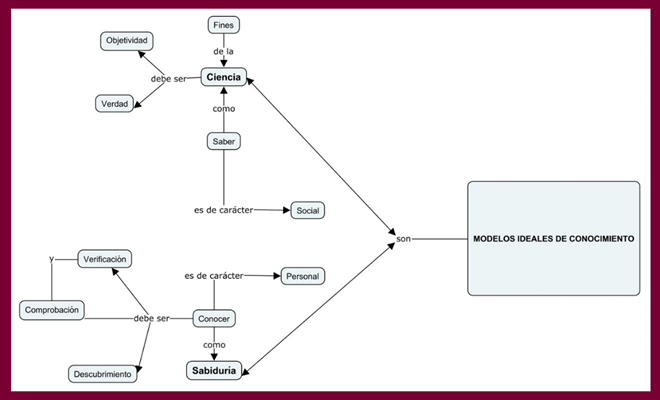 Fines
Objetividad
de la
debe ser
Ciencia
Verdad
como
Saber
es de carácter
Social
son
MODELOS IDEALES DE CONOCIMIENTO
y
Verificación
es de carácter
Personal
Comprobación
debe ser
Conocer
como
Descubrimiento
Sabiduría